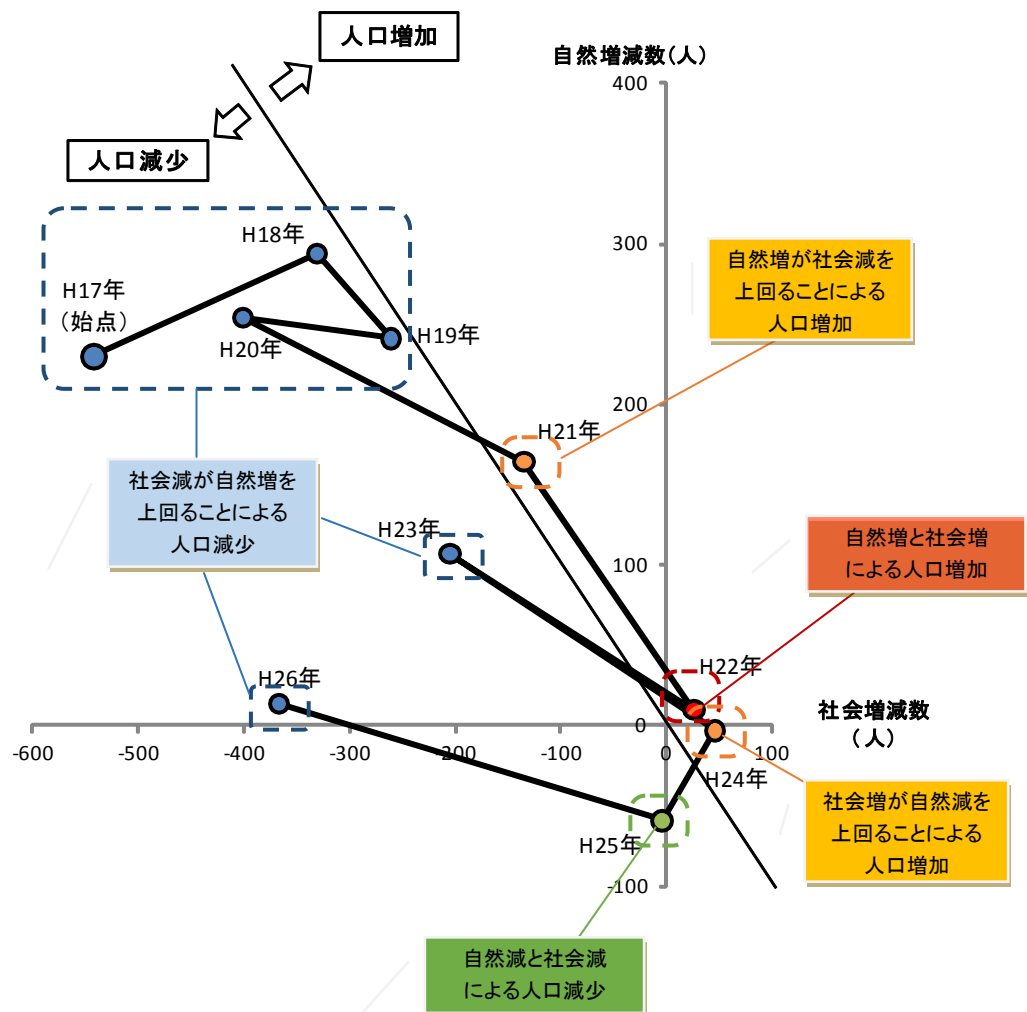 人口増加
自然増減数(人)
400
人口減少
H18年
300
自然増が社会減を
上回ることによる
人口増加
H17年
(始点)
H19年
H20年
200
H21年
社会減が自然増を
上回ることによる
人口減少
H23年
自然増と社会増
による人口増加
100
H22年
H26年
社会増減数
(人)
0
-600
-500
-400
-300
-200
-100
0
100
H24年
社会増が自然減を
上回ることによる
人口増加
H25年
-100
自然減と社会減
による人口減少